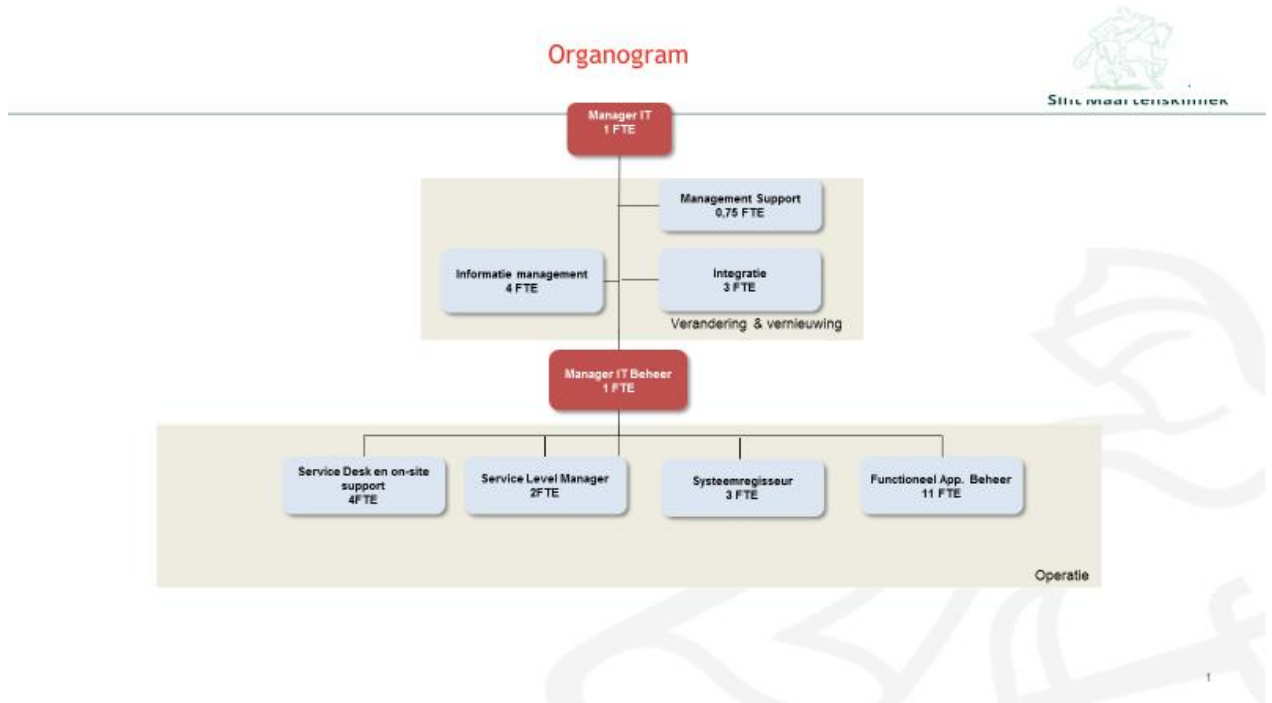 Organogram
Manager IT
1 FTE
Management Support
0,75 FTE
Informatie management
4 FTE
Integratie
3 FTE
Verandering & vernieuwing
Manager IT Beheer
1 FTE
Service Desk en on-site
support
4FTE
Service Level Manager
2FTE
Systeemregisseur
3 FTE
Functioneel App. Beheer
11 FTE
Operatie
1